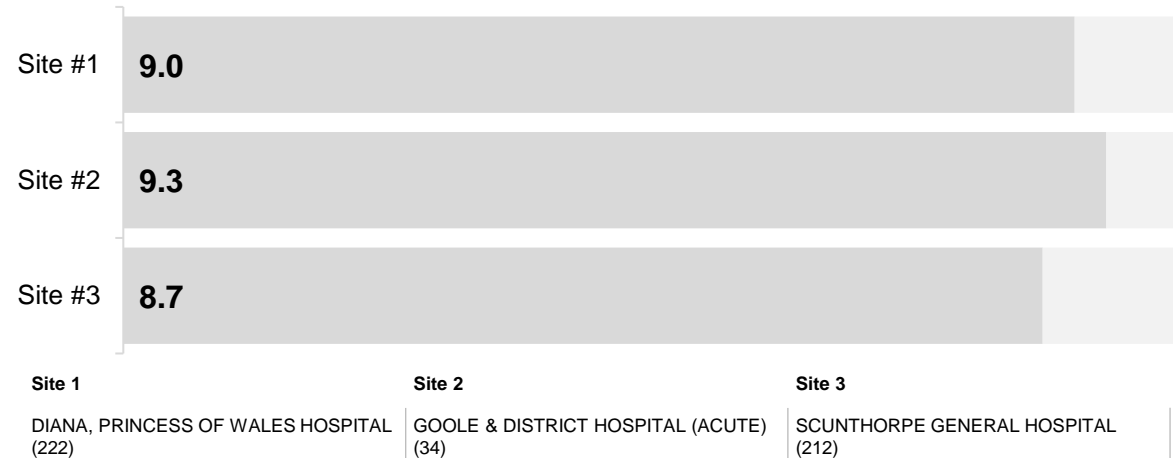 Site #1
9.0
Site #2
9.3
Site #3
8.7
Site 1
Site 2
Site 3
DIANA, PRINCESS OF WALES HOSPITAL
(222)
GOOLE & DISTRICT HOSPITAL (ACUTE)
(34)
SCUNTHORPE GENERAL HOSPITAL
(212)